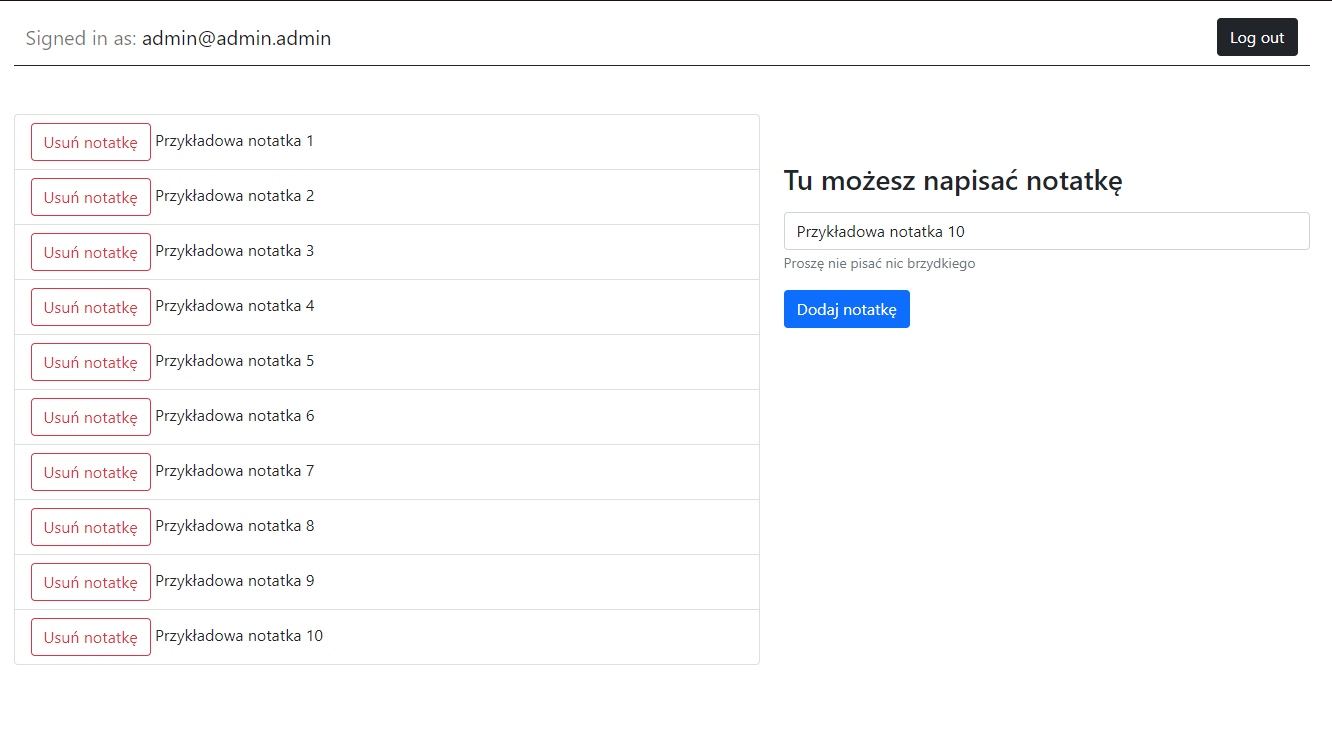 Signed in as: admin@admin.admin
Log out
Usuń notatkę Przykładowa notatka 1
Usuń notatkę Przykładowa notatka 2
Usuń notatkę Przykładowa notatka 3
Usuń notatkę Przykładowa notatka 4
Usuń notatkę Przykładowa notatka 5
Usuń notatkę Przykładowa notatka 6
Usuń notatkę Przykładowa notatka 7
Usuń notatkę Przykładowa notatka 8
Usuń notatkę Przykładowa notatka 9
Usuń notatkę Przykładowa notatka 10
Tu możesz napisać notatkę
Przykładowa notatka 10
Proszę nie pisać nic brzydkiego
Dodaj notatkę